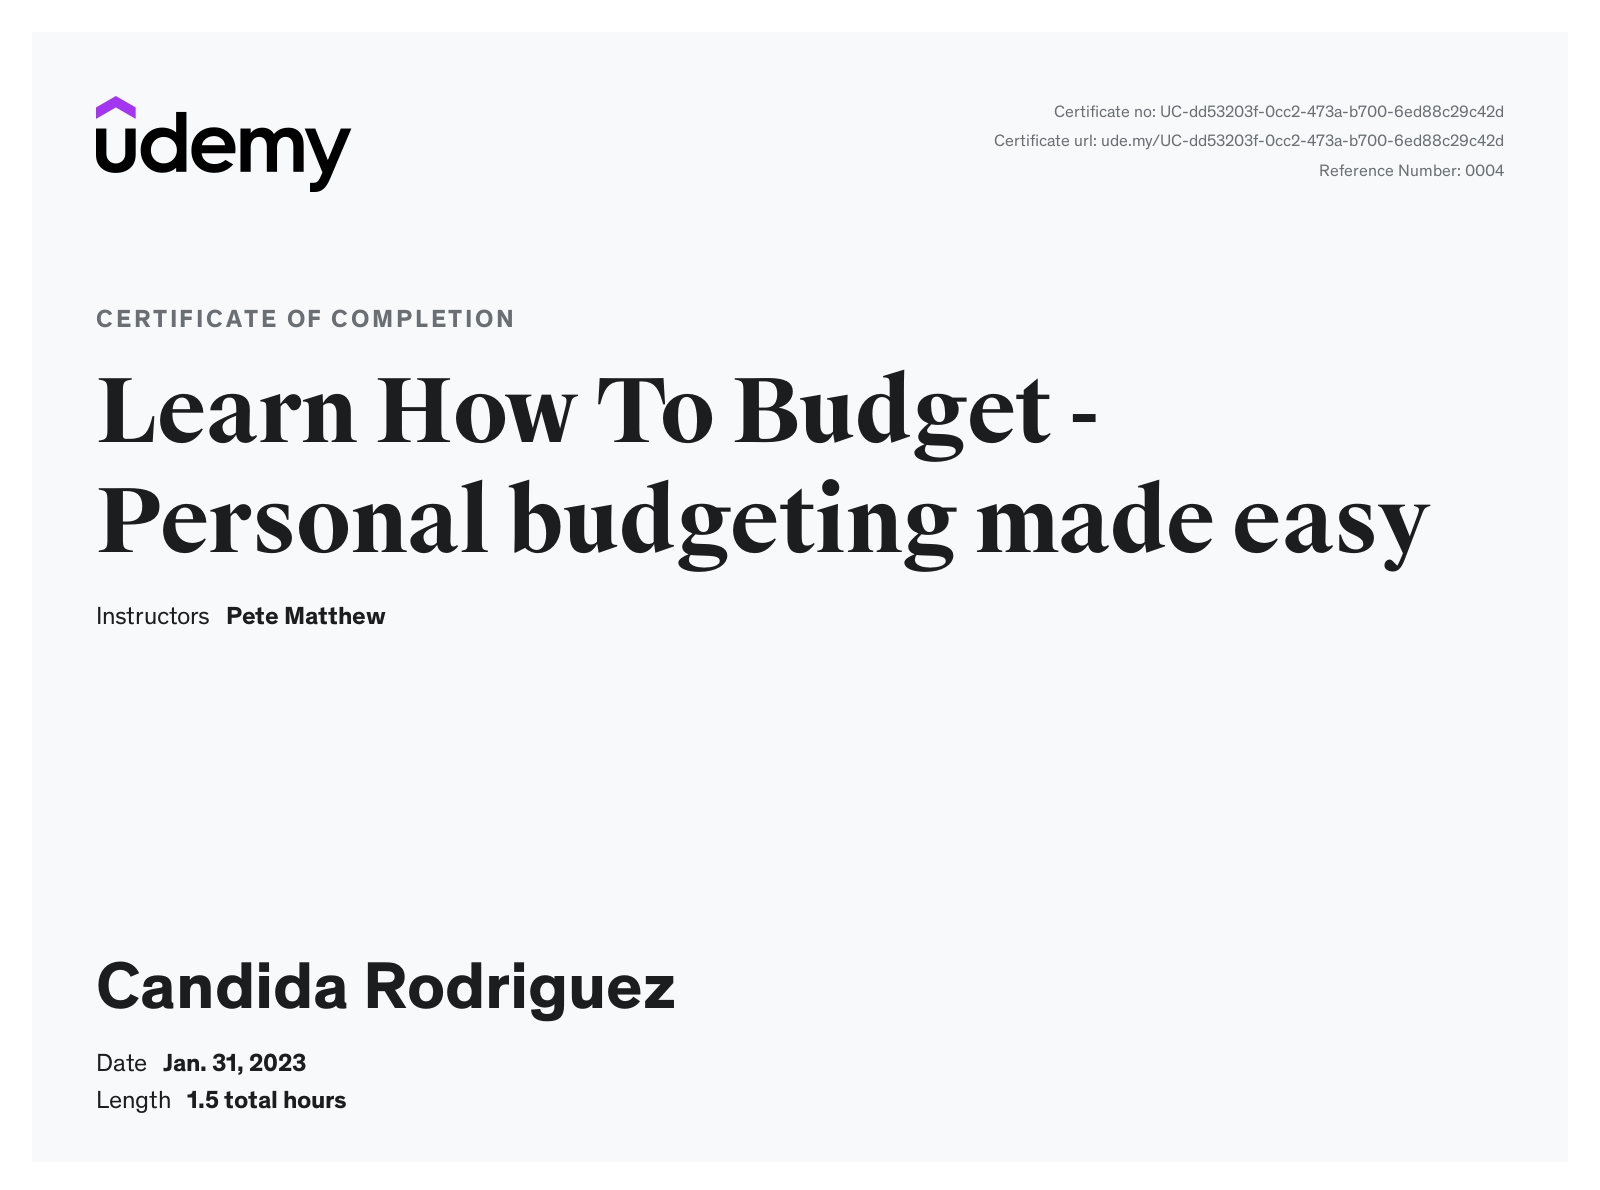 udemy
Certificate no: UC-dd53203f-0cc2-473a-b700-6ed88c29c42d
Certificate url: ude.my/UC-dd53203f-0cc2-473a-b700-6ed88c29c42d
Reference Number: 0004
CERTIFICATE OF COMPLETION
Learn How To Budget -
Personal budgeting made easy
Instructors Pete Matthew
Candida Rodriguez
Date Jan. 31, 2023
Length 1.5 total hours